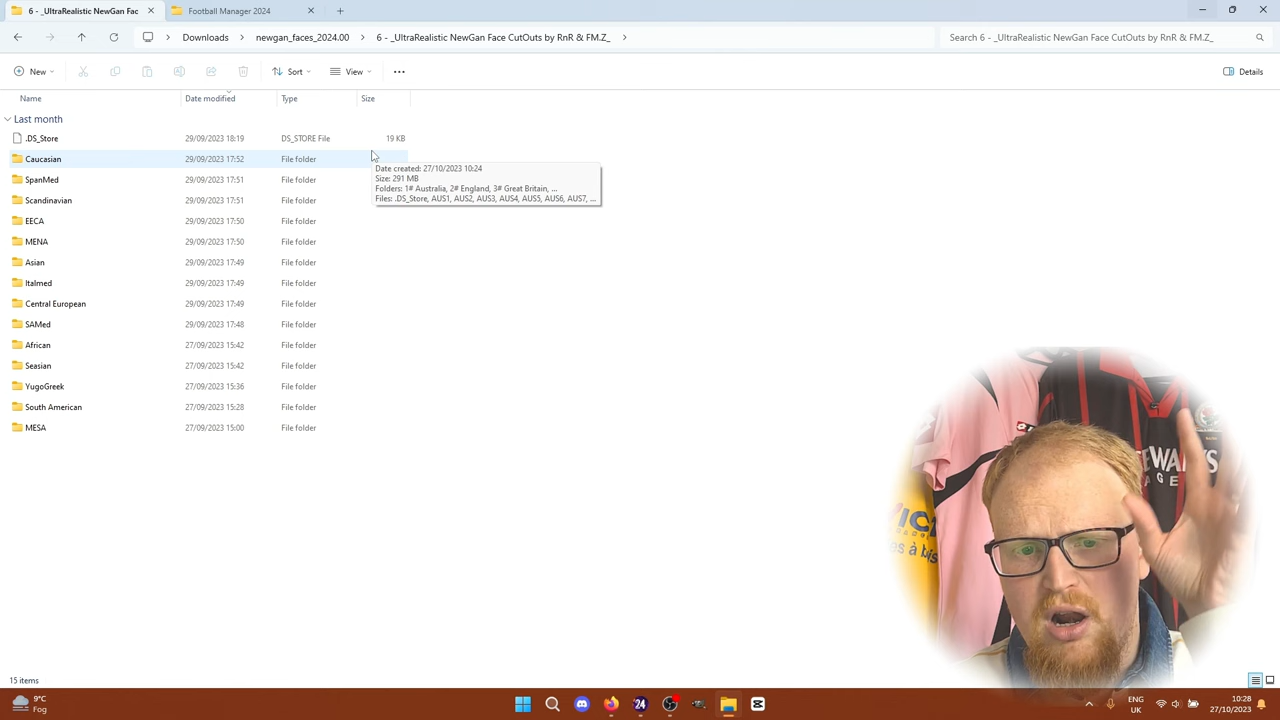 6 - _UltraRealistic NewGan Fac
Football Manager 2024
Downloads > newgan_faces_2024.00 > 6 - _UltraRealistic NewGan Face CutOuts by RnR & FM.Z_ >
Search 6 - _UltraRealistic NewGan Face CutOuts by RnR & FM.Z_
New
Sort
View
Details
Name Date modified Type Size
Last month
.DS_Store 29/09/2023 18:19 DS_STORE File 19 KB
Caucasian 29/09/2023 17:52 File folder
Date created: 27/10/2023 10:24
Size: 291 MB
Folders: 1# Australia, 2# England, 3# Great Britain, ...
Files: .DS_Store, AUS1, AUS2, AUS3, AUS4, AUS5, AUS6, AUS7, ...
SpanMed 29/09/2023 17:51 File folder
Scandinavian 29/09/2023 17:51 File folder
EECA 29/09/2023 17:50 File folder
MENA 29/09/2023 17:50 File folder
Asian 29/09/2023 17:49 File folder
Italmed 29/09/2023 17:49 File folder
Central European 29/09/2023 17:49 File folder
SAMed 29/09/2023 17:48 File folder
African 27/09/2023 15:42 File folder
Seasian 27/09/2023 15:42 File folder
YugoGreek 27/09/2023 15:36 File folder
South American 27/09/2023 15:28 File folder
MESA 27/09/2023 15:00 File folder
15 items
9°C
Fog
24
ENG
UK
10:28
27/10/2023